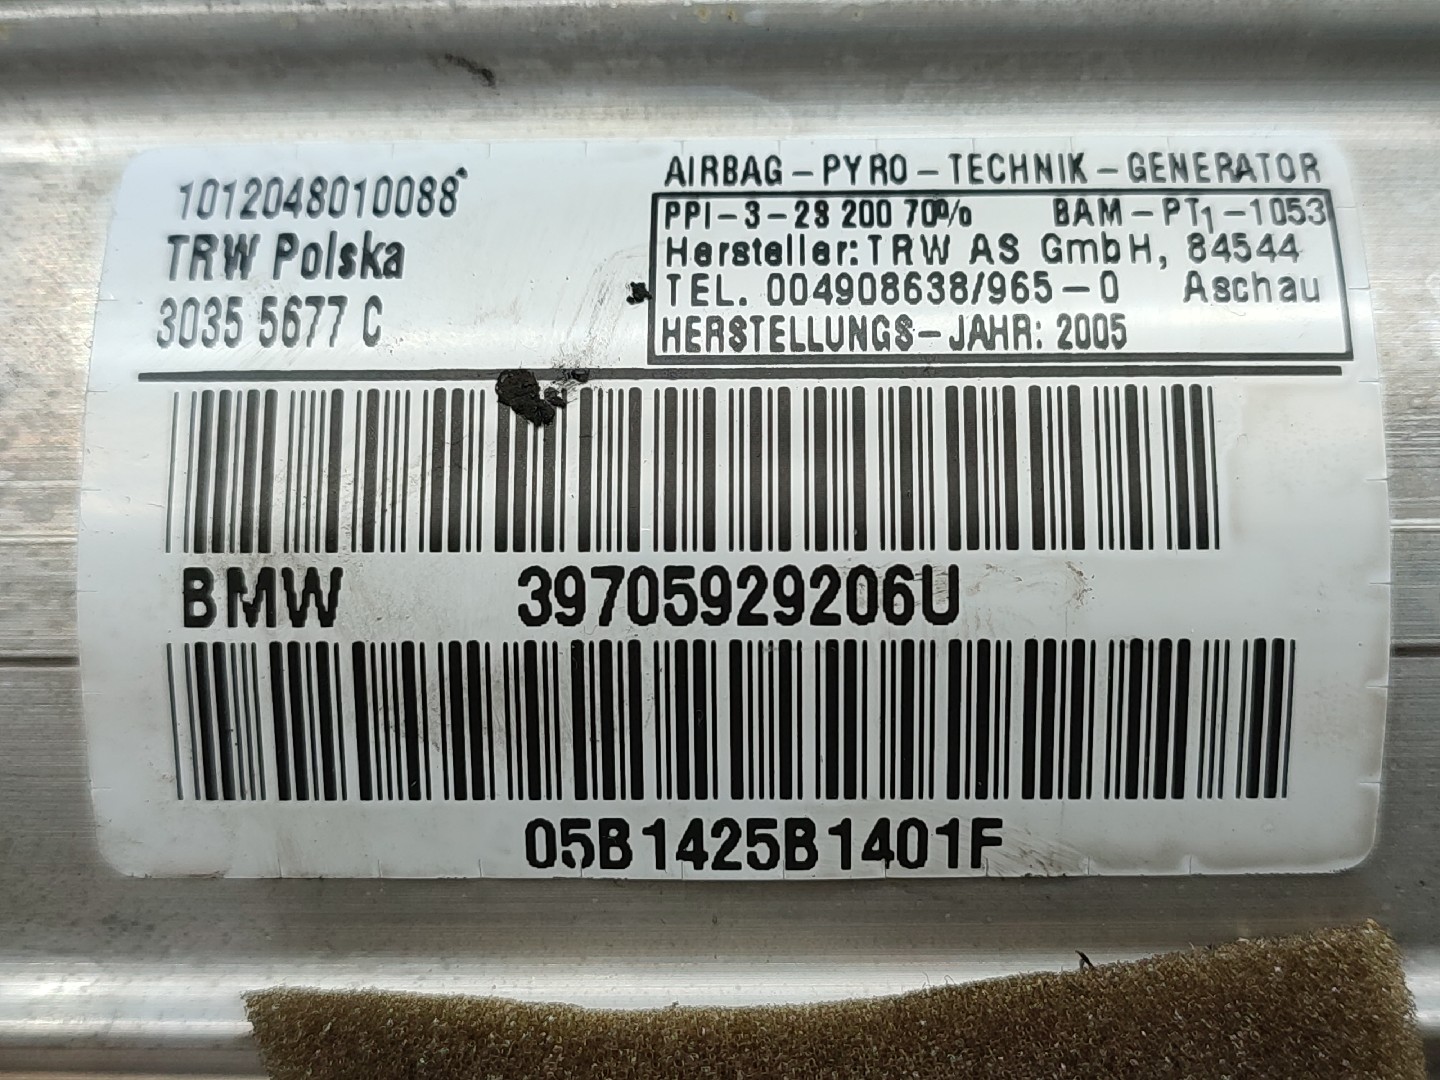 1012048010088
TRW Polska
3035 5677 C
AIRBAG-PYRO-TECHNIK-GENERATOR
PPI-3-28 200 70% BAM-PT1-1053
Hersteller: TRW AS GmbH, 84544
TEL. 004908638/965-0 Aschau
HERSTELLUNGS-JAHR: 2005
BMW 39705929206U
05B1425B1401F